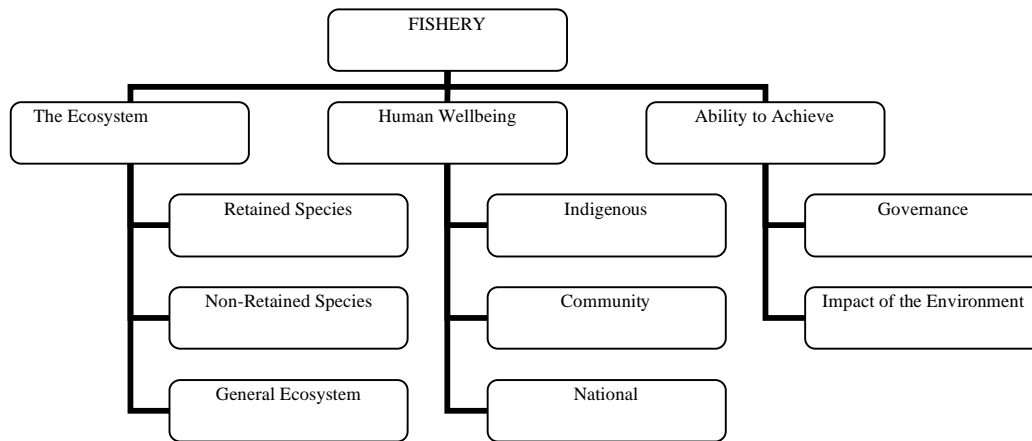 FISHERY
The Ecosystem
Human Wellbeing
Ability to Achieve
Retained Species
Indigenous
Governance
Non-Retained Species
Community
Impact of the Environment
General Ecosystem
National